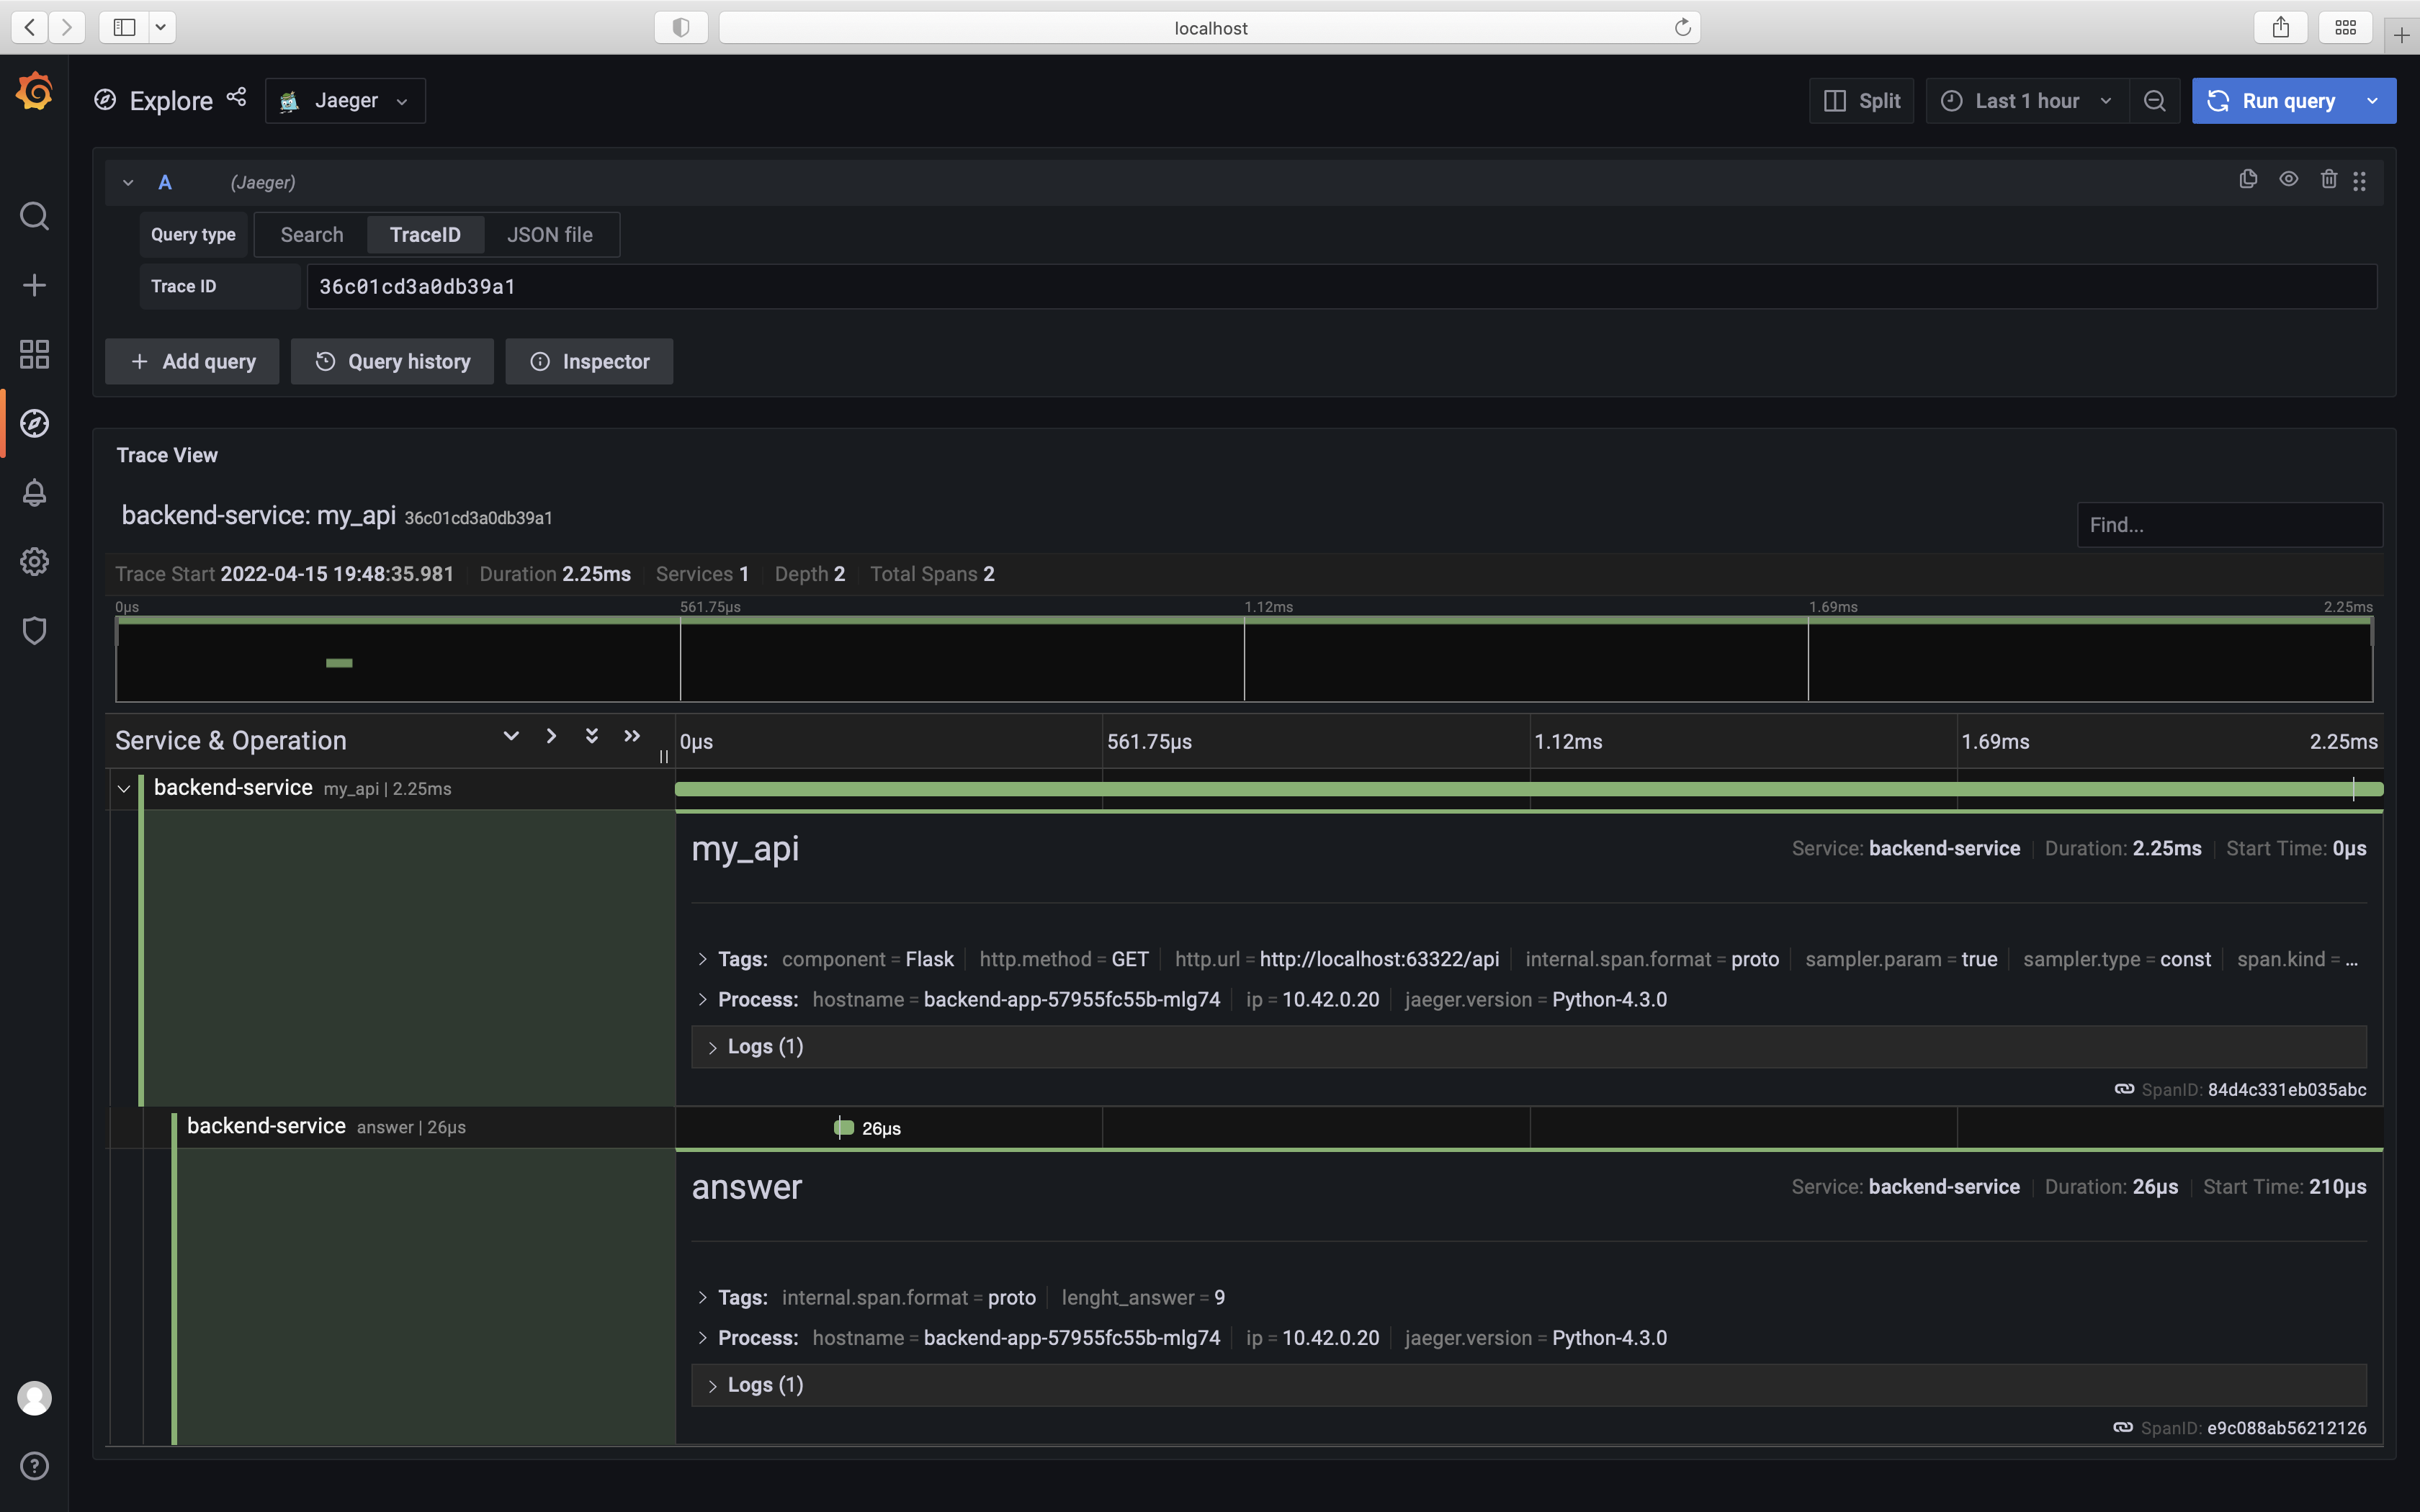 localhost
Explore
Jaeger
Split
Last 1 hour
Run query
A (Jaeger)
Query type Search TraceID JSON file
Trace ID 36c01cd3a0db39a1
+ Add query Query history Inspector
Trace View
backend-service: my_api 36c01cd3a0db39a1
Find...
Trace Start 2022-04-15 19:48:35.981 Duration 2.25ms Services 1 Depth 2 Total Spans 2
0μs 561.75μs 1.12ms 1.69ms 2.25ms
Service & Operation 0μs 561.75μs 1.12ms 1.69ms 2.25ms
backend-service my_api | 2.25ms
my_api Service: backend-service Duration: 2.25ms Start Time: 0μs
Tags: component = Flask http.method = GET http.url = http://localhost:63322/api internal.span.format = proto sampler.param = true sampler.type = const span.kind = ...
Process: hostname = backend-app-57955fc55b-mlg74 ip = 10.42.0.20 jaeger.version = Python-4.3.0
Logs (1)
SpanID: 84d4c331eb035abc
backend-service answer | 26μs 26μs
answer Service: backend-service Duration: 26μs Start Time: 210μs
Tags: internal.span.format = proto lenght_answer = 9
Process: hostname = backend-app-57955fc55b-mlg74 ip = 10.42.0.20 jaeger.version = Python-4.3.0
Logs (1)
SpanID: e9c088ab56212126